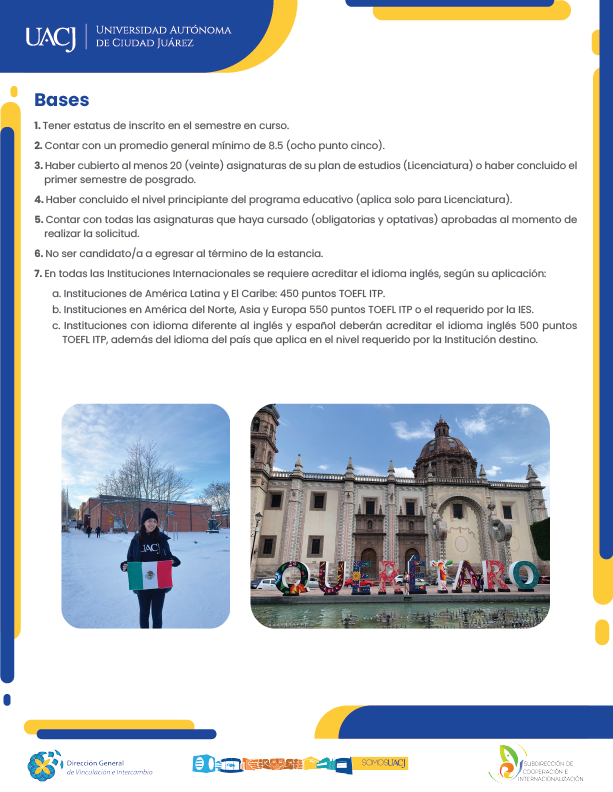 UACJ
UNIVERSIDAD AUTÓNOMA
DE CIUDAD JUÁREZ
Bases
1. Tener estatus de inscrito en el semestre en curso.
2. Contar con un promedio general mínimo de 8.5 (ocho punto cinco).
3. Haber cubierto al menos 20 (veinte) asignaturas de su plan de estudios (Licenciatura) o haber concluido el
primer semestre de posgrado.
4. Haber concluido el nivel principiante del programa educativo (aplica solo para Licenciatura).
5. Contar con todas las asignaturas que haya cursado (obligatorias y optativas) aprobadas al momento de
realizar la solicitud.
6. No ser candidato/a a egresar al término de la estancia.
7. En todas las Instituciones Internacionales se requiere acreditar el idioma inglés, según su aplicación:
a. Instituciones de América Latina y El Caribe: 450 puntos TOEFL ITP.
b. Instituciones en América del Norte, Asia y Europa 550 puntos TOEFL ITP o el requerido por la IES.
c. Instituciones con idioma diferente al inglés y español deberán acreditar el idioma inglés 500 puntos
TOEFL ITP, además del idioma del país que aplica en el nivel requerido por la Institución destino.
UACJ
QUERÉTARO
Dirección General
de Vinculación e Intercambio
SOMOSUACJ
SUBDIRECCIÓN DE
COOPERACIÓN E
INTERNACIONALIZACIÓN